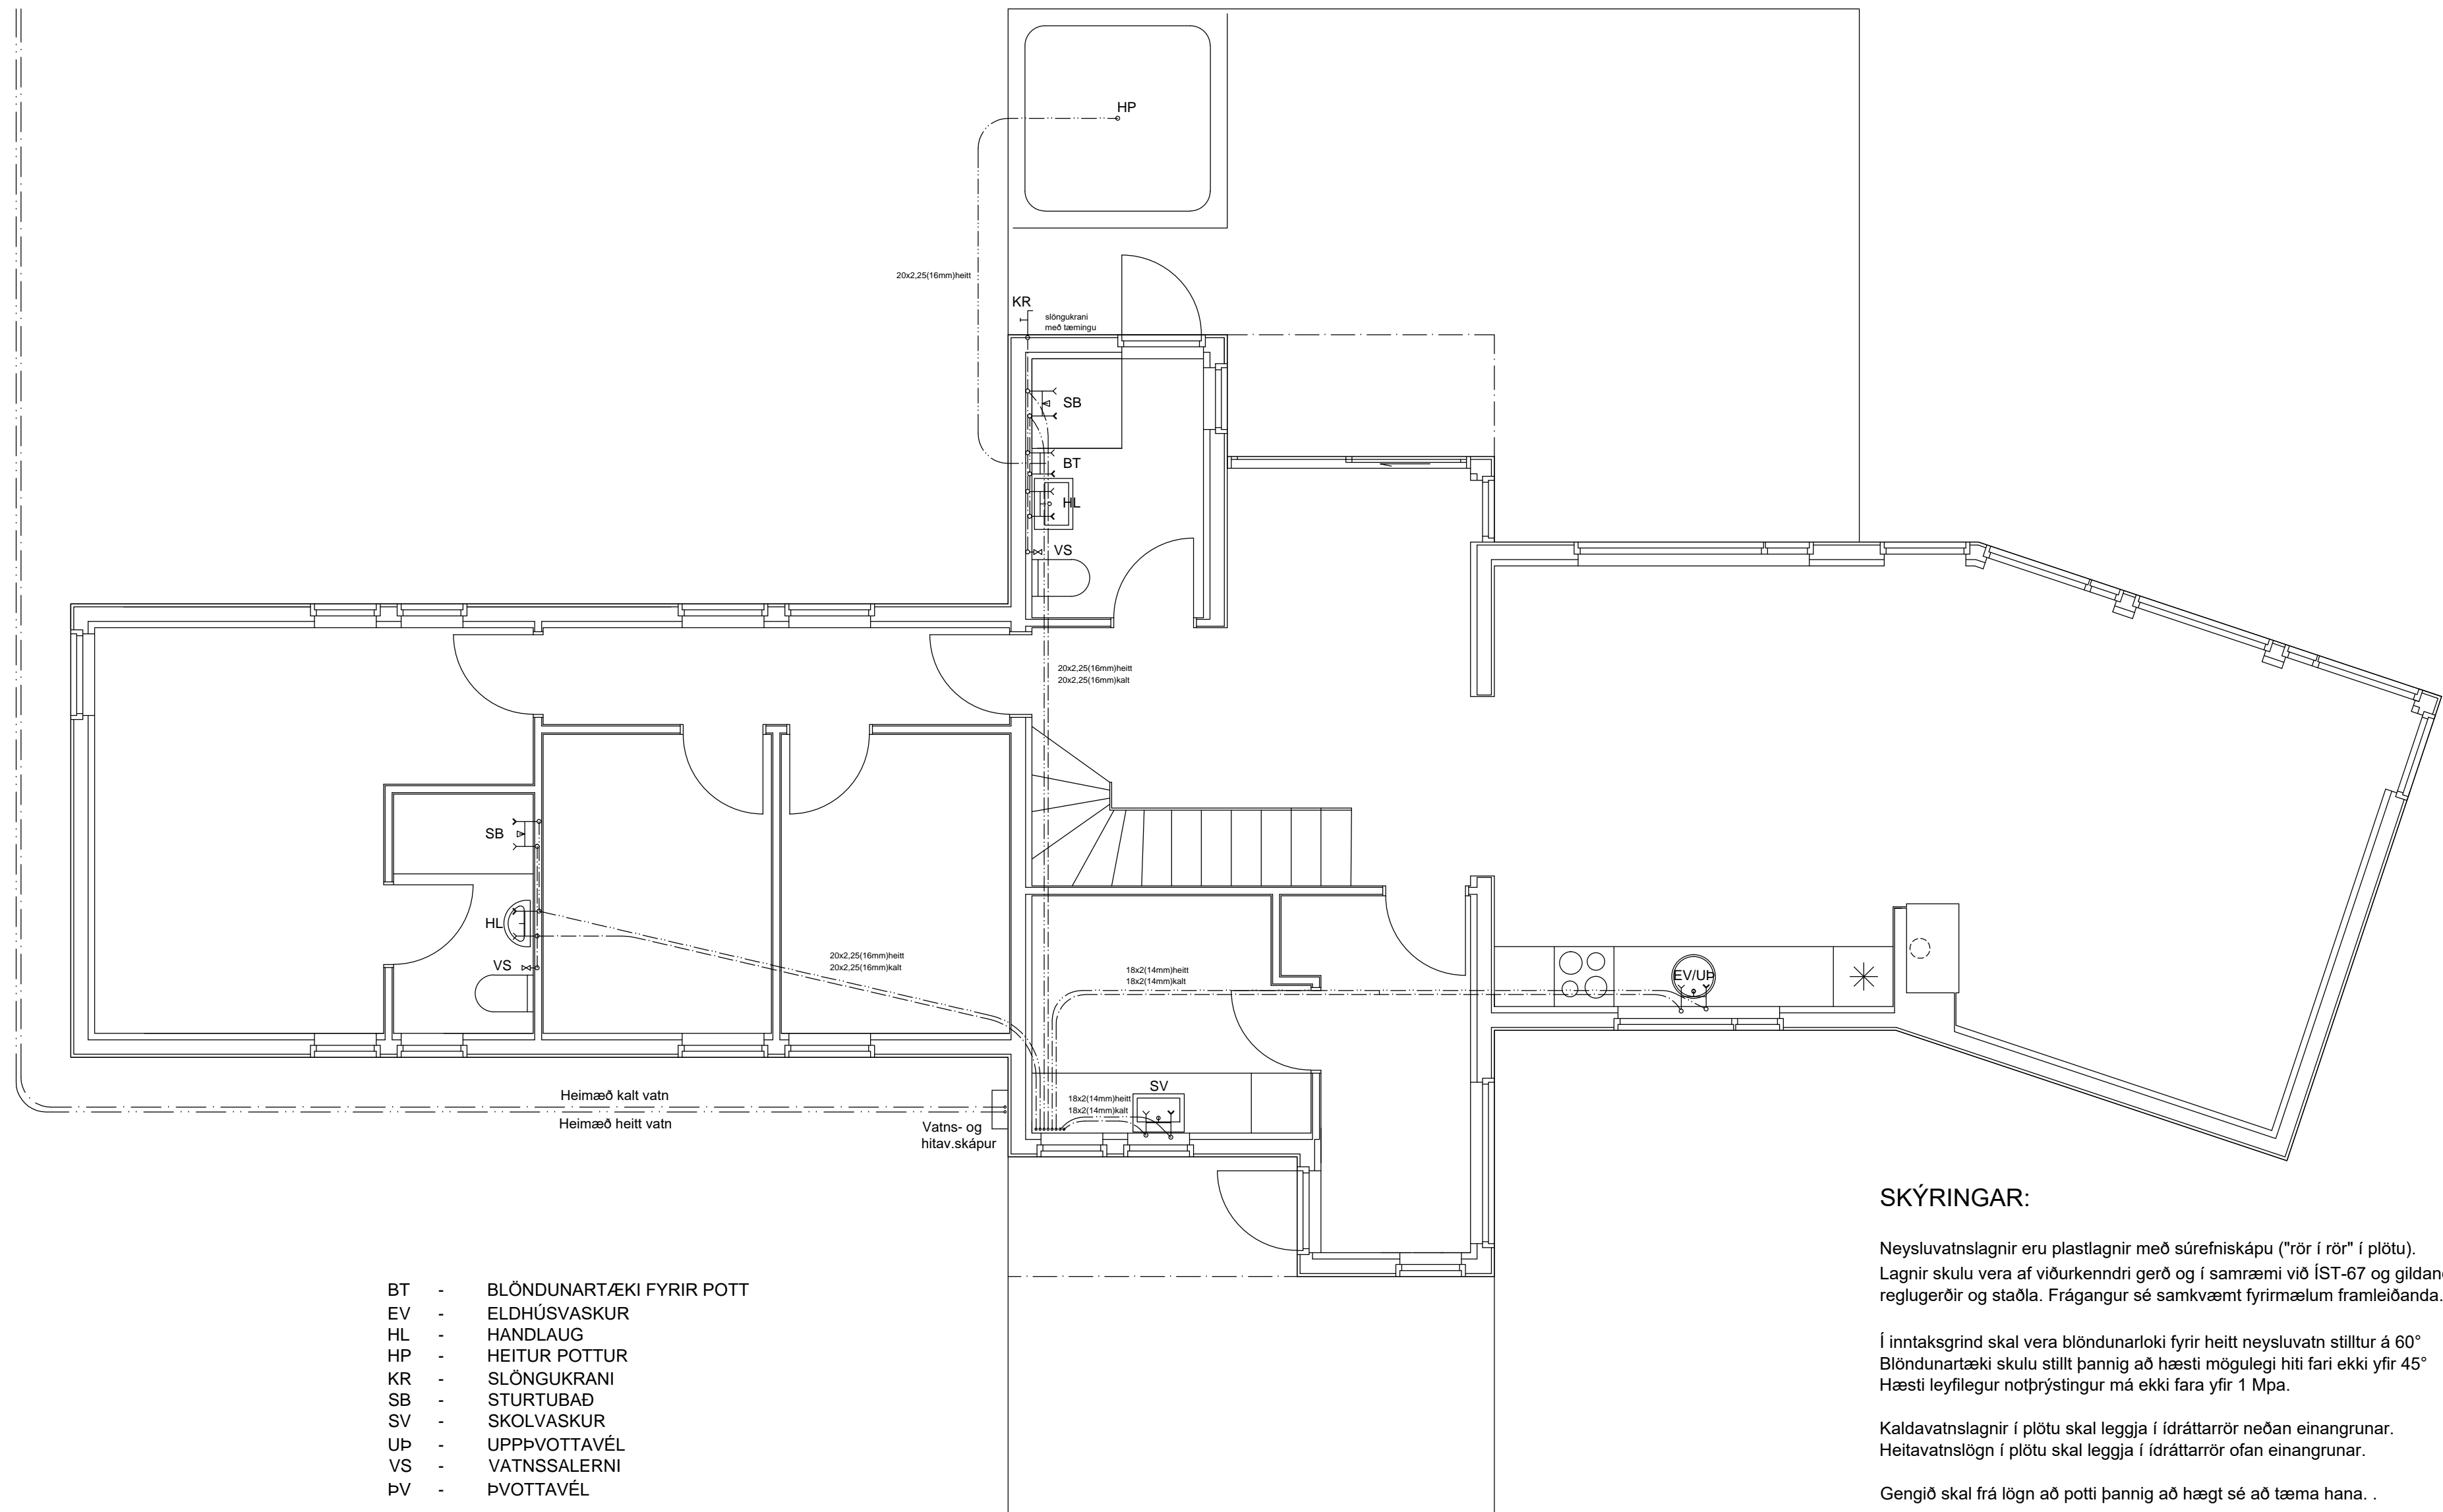 HP
20x2,25(16mm)heitt
KR
slöngukrani
með tæmingu
SB
BT
HL
VS
20x2,25(16mm)heitt
20x2,25(16mm)kalt
SB
HL
VS
20x2,25(16mm)heitt
20x2,25(16mm)kalt
18x2(14mm)heitt
18x2(14mm)kalt
EV/UÞ
SV
18x2(14mm)heitt
18x2(14mm)kalt
Heimæð kalt vatn
Heimæð heitt vatn
Vatns- og
hitav.skápur
BT - BLÖNDUNARTÆKI FYRIR POTT
EV - ELDHÚSVASKUR
HL - HANDLAUG
HP - HEITUR POTTUR
KR - SLÖNGUKRANI
SB - STURTUBAÐ
SV - SKOLVASKUR
UÞ - UPPÞVOTTAVÉL
VS - VATNSSALERNI
ÞV - ÞVOTTAVÉL
SKÝRINGAR:
Neysluvatnslagnir eru plastlagnir með súrefniskápu ("rör í rör" í plötu).
Lagnir skulu vera af viðurkenndri gerð og í samræmi við ÍST-67 og gildan
reglugerðir og staðla. Frágangur sé samkvæmt fyrirmælum framleiðanda.
Í inntaksgrind skal vera blöndunarloki fyrir heitt neysluvatn stilltur á 60°
Blöndunartæki skulu stillt þannig að hæsti mögulegi hiti fari ekki yfir 45°
Hæsti leyfilegur notþrýstingur má ekki fara yfir 1 Mpa.
Kaldavatnslagnir í plötu skal leggja í ídráttarrör neðan einangrunar.
Heitavatnslögn í plötu skal leggja í ídráttarrör ofan einangrunar.
Gengið skal frá lögn að potti þannig að hægt sé að tæma hana. .